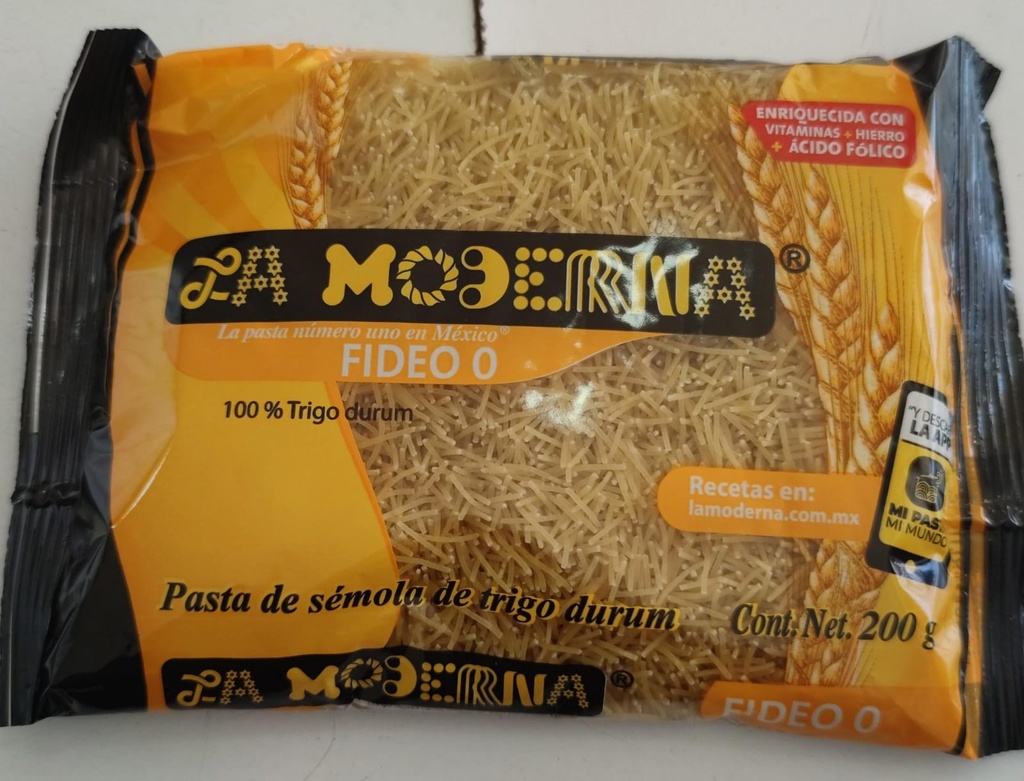 ENRIQUECIDA CON
VITAMINAS + HIERRO
+ ÁCIDO FÓLICO
LA MODERNA ®
La pasta número uno en México®
FIDEO 0
100 % Trigo durum
"Y DESC
LA APP
Recetas en:
lamoderna.com.mx
MI PAS
MI MUNDO
Pasta de sémola de trigo durum
Cont. Net. 200 g
LA MODERNA ®
FIDEO 0